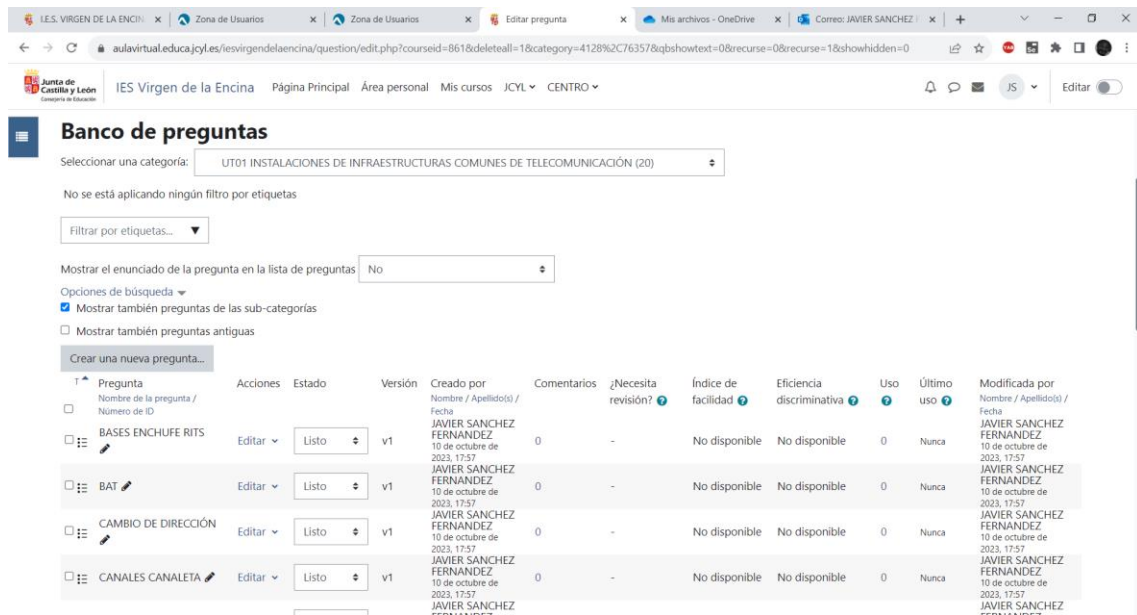 I.E.S. VIRGEN DE LA ENCIN
Zona de Usuarios
Zona de Usuarios
Editar pregunta
Mis archivos - OneDrive
Correo: JAVIER SANCHEZ F
aulavirtual.educa.jcyl.es/iesvirgendelaencina/question/edit.php?courseid=861&deleteall=1&category=4128%2C76357&qbshowtext=0&recurse=0&recurse=1&showhidden=0
Junta de
Castilla y León
Consejería de Educación
IES Virgen de la Encina Página Principal Área personal Mis cursos JCYL CENTRO
JS Editar
Banco de preguntas
Seleccionar una categoría: UT01 INSTALACIONES DE INFRAESTRUCTURAS COMUNES DE TELECOMUNICACIÓN (20)
No se está aplicando ningún filtro por etiquetas
Filtrar por etiquetas...
Mostrar el enunciado de la pregunta en la lista de preguntas No
Opciones de búsqueda
Mostrar también preguntas de las sub-categorías
Mostrar también preguntas antiguas
Crear una nueva pregunta...
T Pregunta Acciones Estado Versión Creado por Comentarios ¿Necesita Índice de Eficiencia Uso Último Modificada por
Nombre de la pregunta / Nombre / Apellido(s) / revisión? facilidad discriminativa uso Nombre / Apellido(s) /
Número de ID Fecha Fecha
BASES ENCHUFE RITS Editar Listo v1 JAVIER SANCHEZ 0 - No disponible No disponible 0 Nunca JAVIER SANCHEZ
FERNANDEZ FERNANDEZ
10 de octubre de 10 de octubre de
2023, 17:57 2023, 17:57
BAT Editar Listo v1 JAVIER SANCHEZ 0 - No disponible No disponible 0 Nunca JAVIER SANCHEZ
FERNANDEZ FERNANDEZ
10 de octubre de 10 de octubre de
2023, 17:57 2023, 17:57
CAMBIO DE DIRECCIÓN Editar Listo v1 JAVIER SANCHEZ 0 - No disponible No disponible 0 Nunca JAVIER SANCHEZ
FERNANDEZ FERNANDEZ
10 de octubre de 10 de octubre de
2023, 17:57 2023, 17:57
CANALES CANALETA Editar Listo v1 JAVIER SANCHEZ 0 - No disponible No disponible 0 Nunca JAVIER SANCHEZ
FERNANDEZ FERNANDEZ
10 de octubre de 10 de octubre de
2023, 17:57 2023, 17:57
JAVIER SANCHEZ JAVIER SANCHEZ